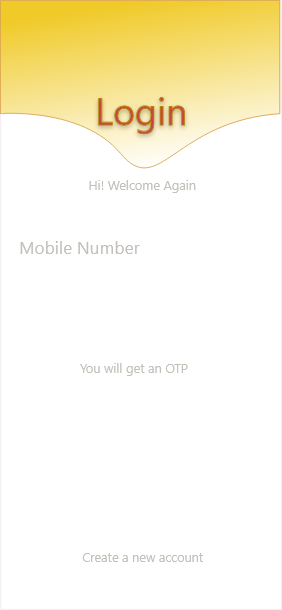 Login
Hi! Welcome Again
Mobile Number
You will get an OTP
Create a new account